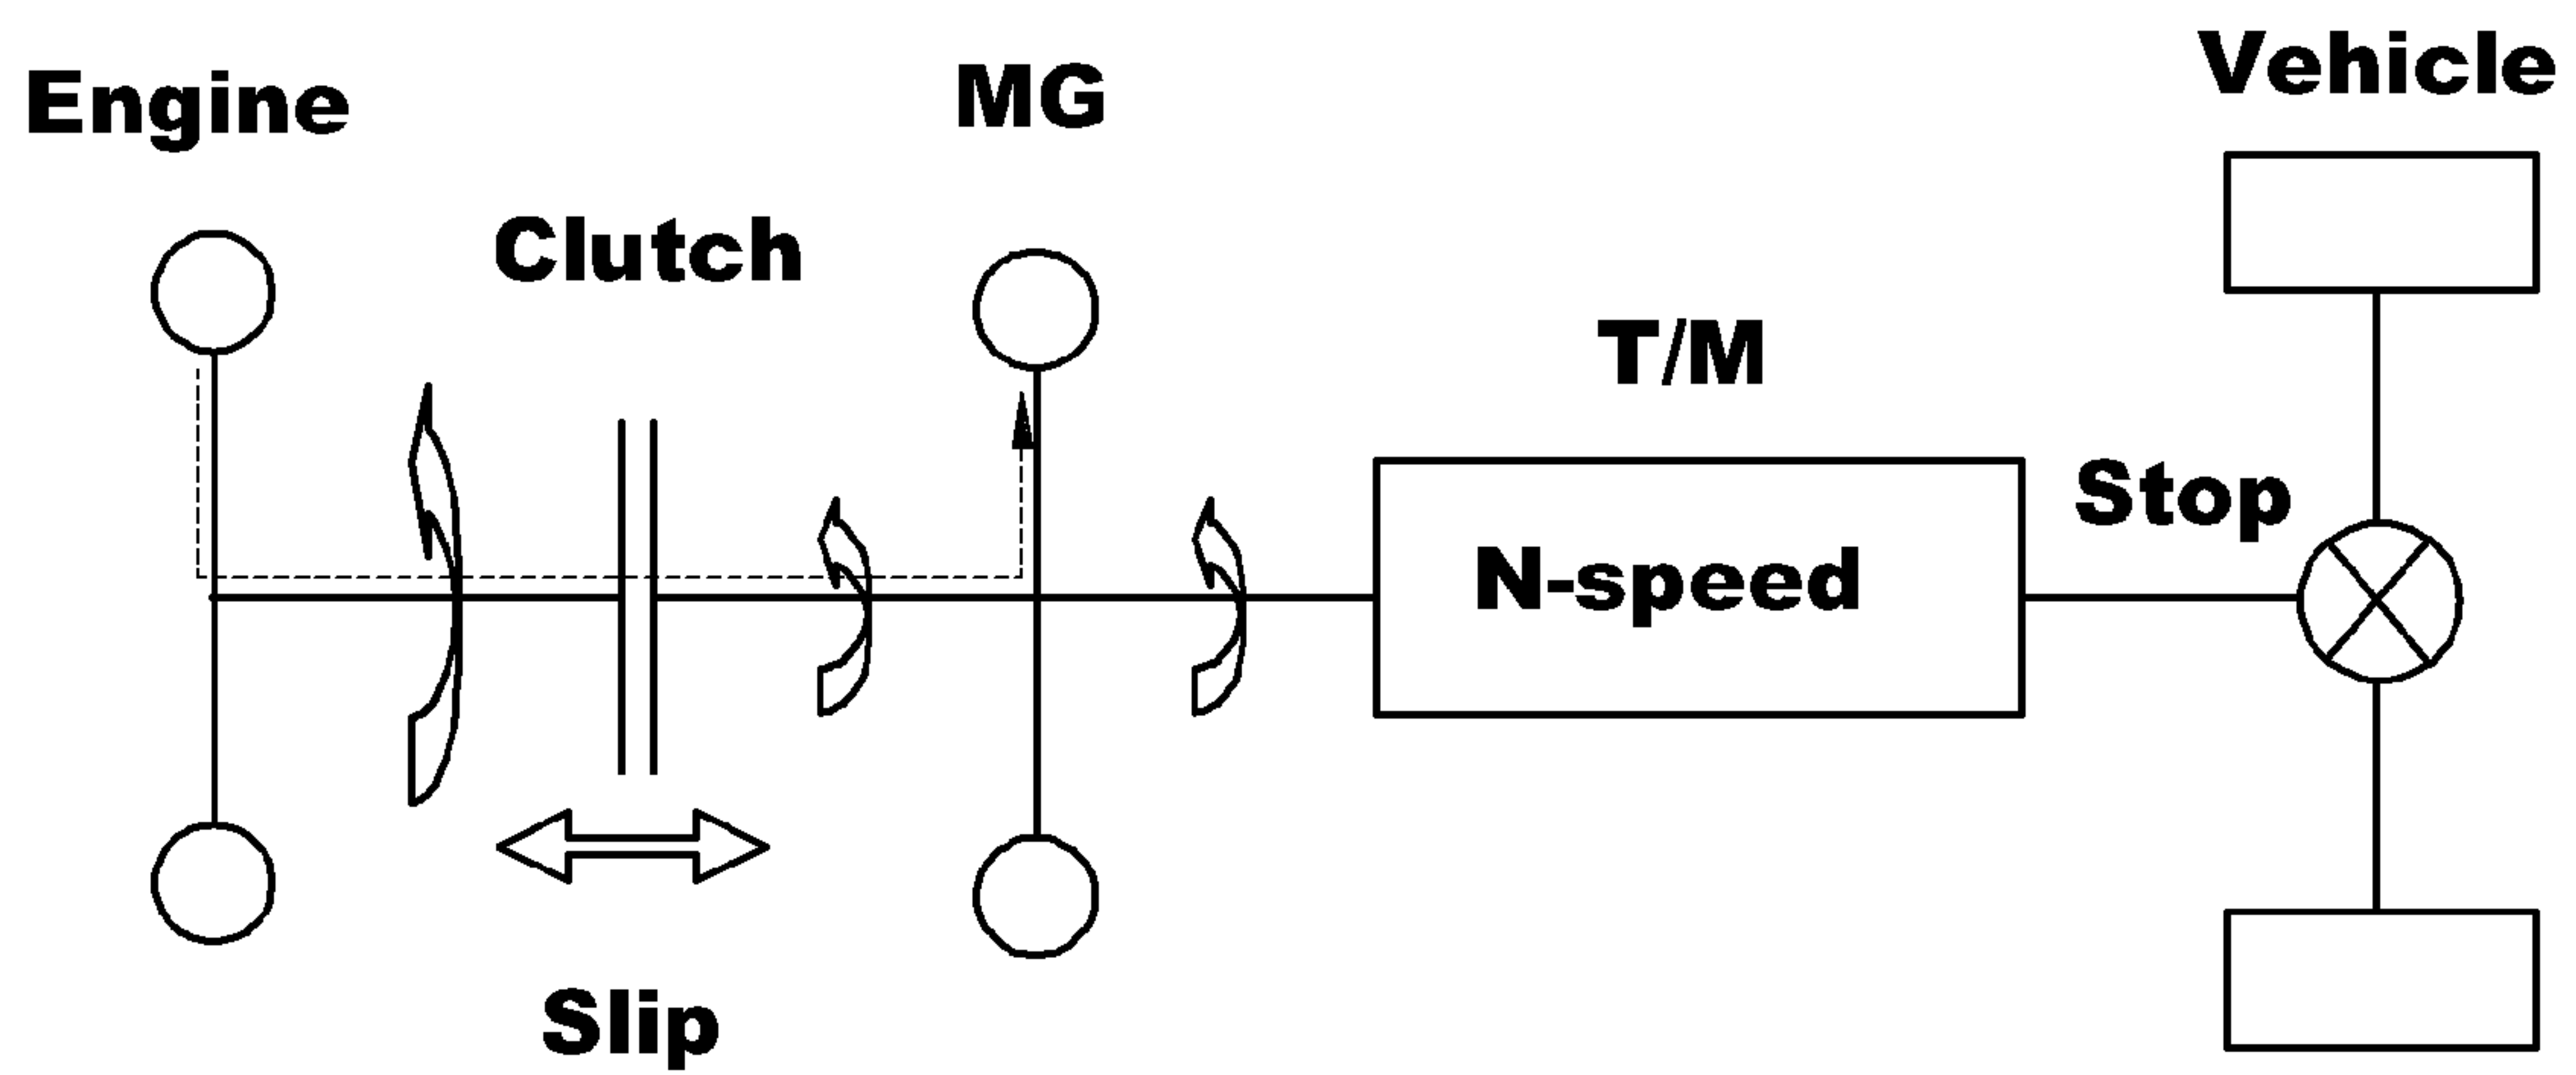 Engine
MG
Vehicle
Clutch
T/M
Stop
N-speed
Slip